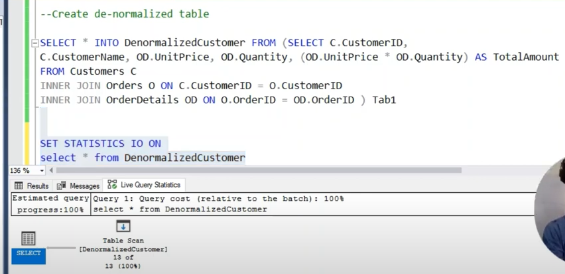 --Create de-normalized table
SELECT * INTO DenormalizedCustomer FROM (SELECT C.CustomerID,
C.CustomerName, OD.UnitPrice, OD.Quantity, (OD.UnitPrice * OD.Quantity) AS TotalAmount
FROM Customers C
INNER JOIN Orders O ON C.CustomerID = O.CustomerID
INNER JOIN OrderDetails OD ON O.OrderID = OD.OrderID ) Tab1
SET STATISTICS IO ON
select * from DenormalizedCustomer
136 %
Results Messages Live Query Statistics
Estimated query Query 1: Query cost (relative to the batch): 100%
progress:100% select * from DenormalizedCustomer
Table Scan
SELECT [DenormalizedCustomer]
13 of
13 (100%)